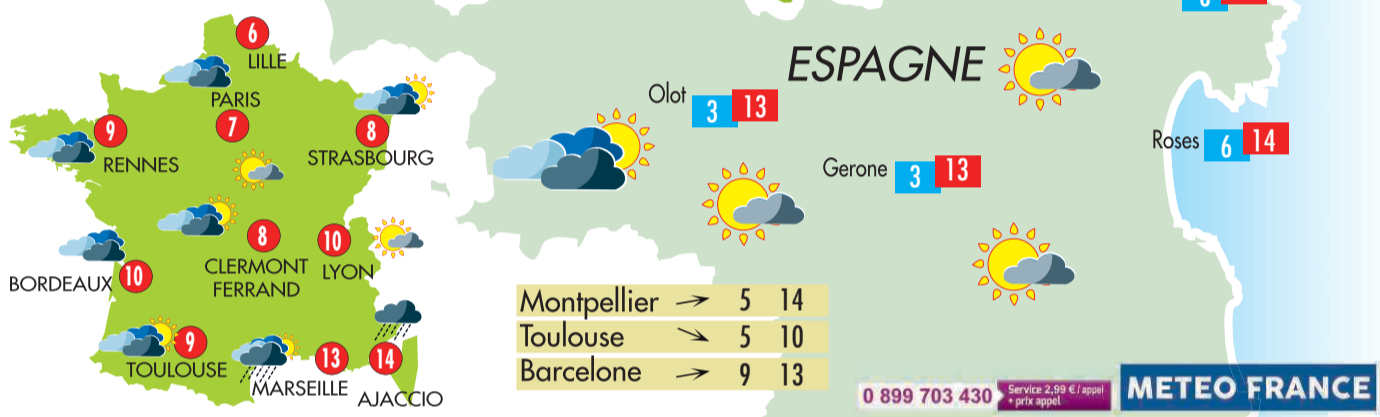 6
LILLE
PARIS
7
9
RENNES
8
STRASBOURG
8
CLERMONT
FERRAND
10
LYON
BORDEAUX
10
9
TOULOUSE
13
MARSEILLE
14
AJACCIO
ESPAGNE
Olot 3 13
Gerone 3 13
Roses 6 14
Montpellier → 5 14
Toulouse ↘ 5 10
Barcelone → 9 13
0 899 703 430
Service 2,99 € / appel
+ prix appel
METEO FRANCE